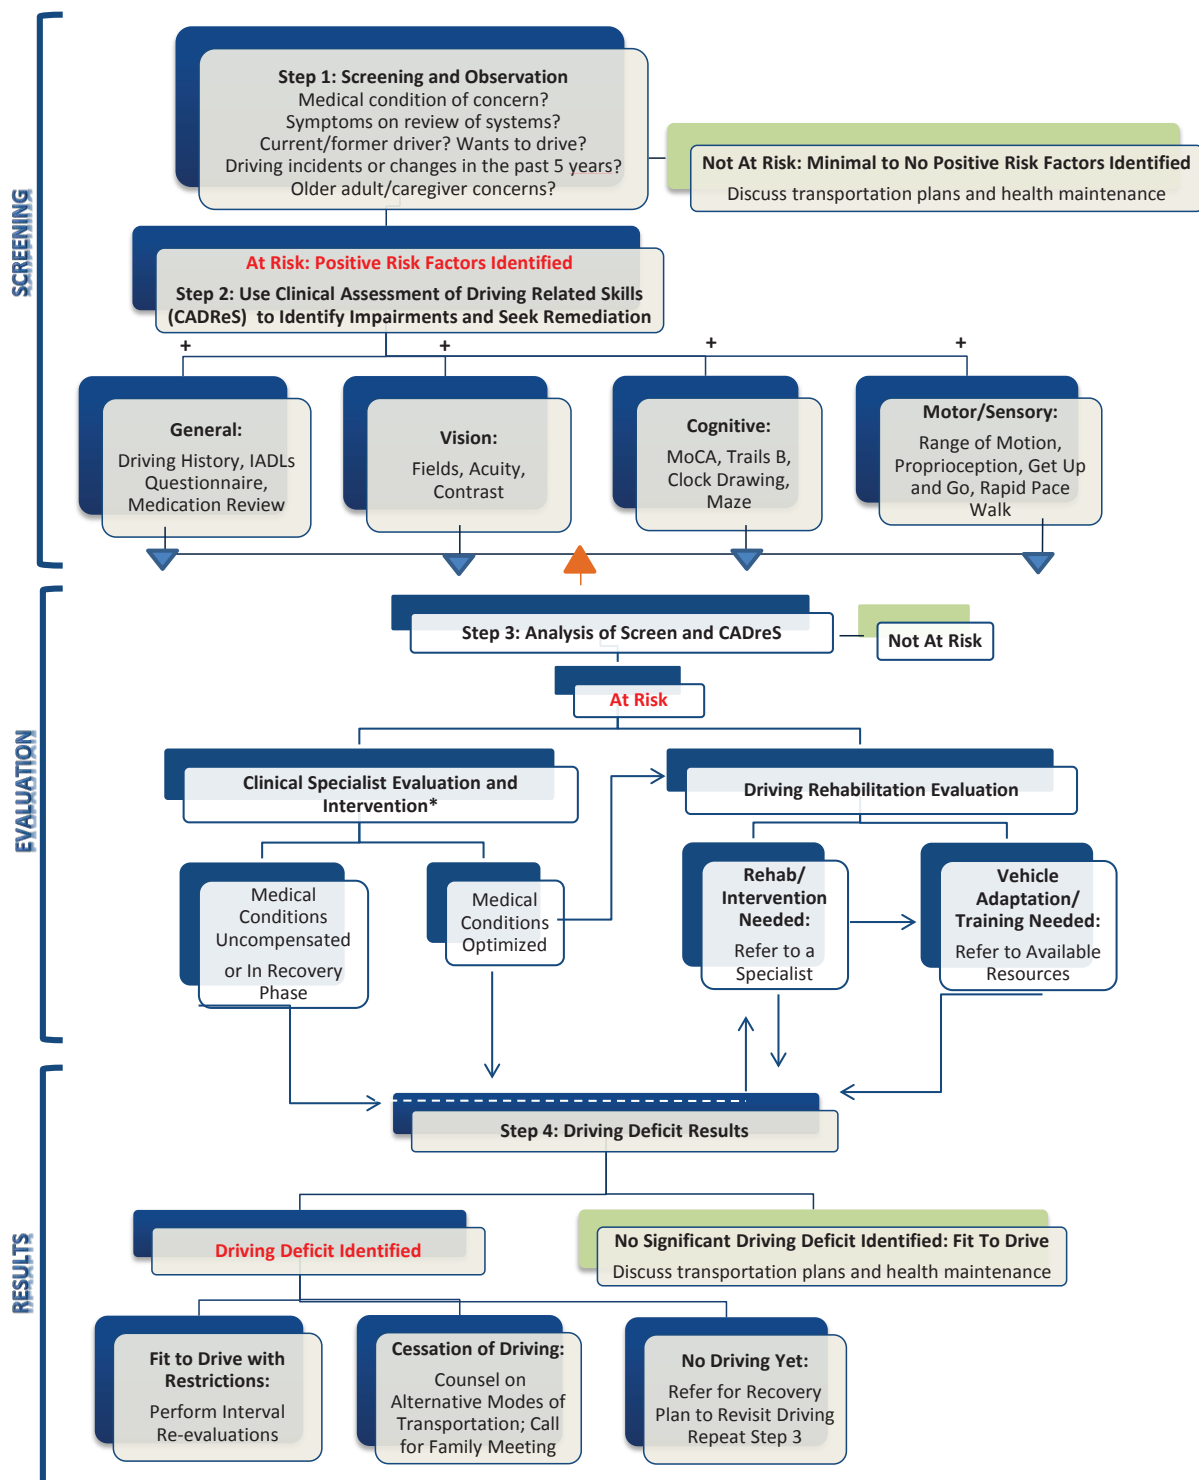 SCREENING
Step 1: Screening and Observation
Medical condition of concern?
Symptoms on review of systems?
Current/former driver? Wants to drive?
Driving incidents or changes in the past 5 years?
Older adult/caregiver concerns?
Not At Risk: Minimal to No Positive Risk Factors Identified
Discuss transportation plans and health maintenance
At Risk: Positive Risk Factors Identified
Step 2: Use Clinical Assessment of Driving Related Skills
(CADReS) to Identify Impairments and Seek Remediation
+
+
+
+
General:
Driving History, IADLs
Questionnaire,
Medication Review
Vision:
Fields, Acuity,
Contrast
Cognitive:
MoCA, Trails B,
Clock Drawing,
Maze
Motor/Sensory:
Range of Motion,
Proprioception, Get Up
and Go, Rapid Pace
Walk
EVALUATION
Step 3: Analysis of Screen and CADreS
Not At Risk
At Risk
Clinical Specialist Evaluation and
Intervention*
Driving Rehabilitation Evaluation
Medical
Conditions
Uncompensated
or In Recovery
Phase
Medical
Conditions
Optimized
Rehab/
Intervention
Needed:
Refer to a
Specialist
Vehicle
Adaptation/
Training Needed:
Refer to Available
Resources
RESULTS
Step 4: Driving Deficit Results
Driving Deficit Identified
No Significant Driving Deficit Identified: Fit To Drive
Discuss transportation plans and health maintenance
Fit to Drive with
Restrictions:
Perform Interval
Re-evaluations
Cessation of Driving:
Counsel on
Alternative Modes of
Transportation; Call
for Family Meeting
No Driving Yet:
Refer for Recovery
Plan to Revisit Driving
Repeat Step 3